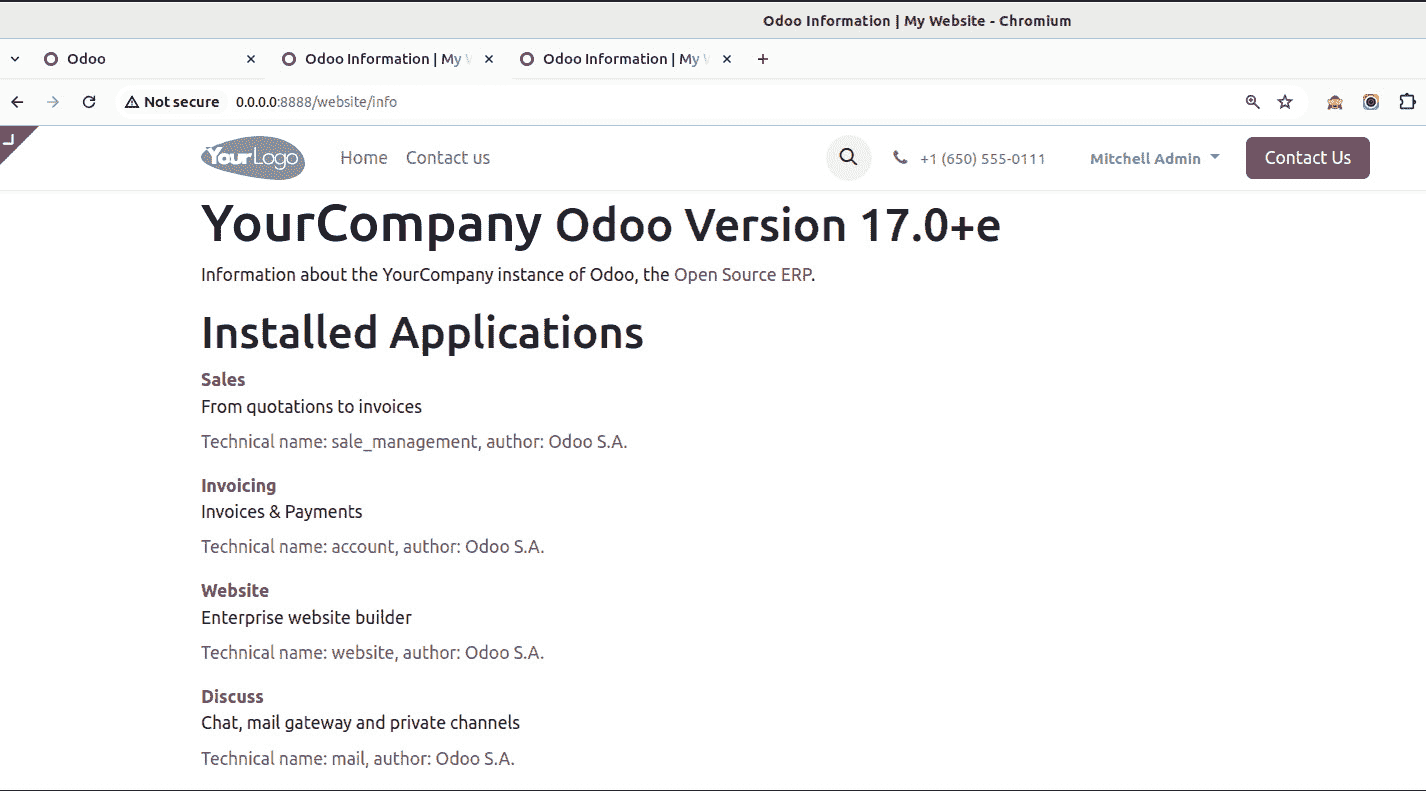 Odoo Information | My Website - Chromium
Odoo
Odoo Information | My
Odoo Information | My
Not secure 0.0.0.0:8888/website/info
YourLogo
Home Contact us
+1 (650) 555-0111
Mitchell Admin
Contact Us
YourCompany Odoo Version 17.0+e
Information about the YourCompany instance of Odoo, the Open Source ERP.
Installed Applications
Sales
From quotations to invoices
Technical name: sale_management, author: Odoo S.A.
Invoicing
Invoices & Payments
Technical name: account, author: Odoo S.A.
Website
Enterprise website builder
Technical name: website, author: Odoo S.A.
Discuss
Chat, mail gateway and private channels
Technical name: mail, author: Odoo S.A.